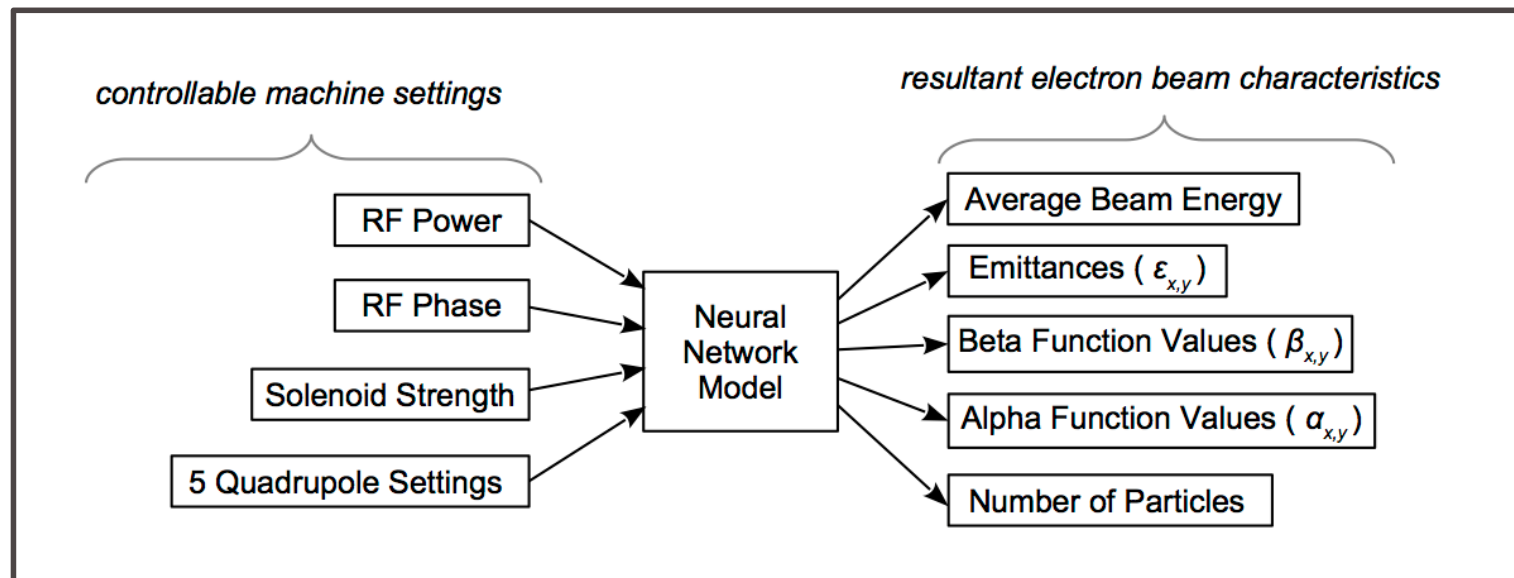 controllable machine settings
resultant electron beam characteristics
RF Power
RF Phase
Solenoid Strength
5 Quadrupole Settings
Neural
Network
Model
Average Beam Energy
Emittances ( εx,y )
Beta Function Values ( βx,y )
Alpha Function Values ( αx,y )
Number of Particles